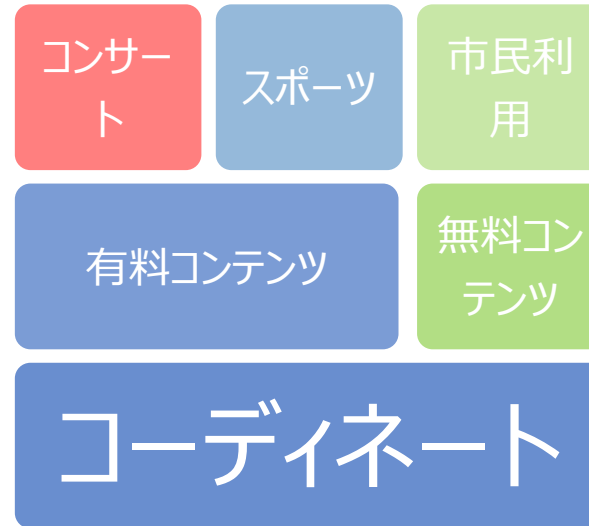 コンサー
ト
スポーツ
市民利
用
有料コンテンツ
無料コン
テンツ
コーディネート